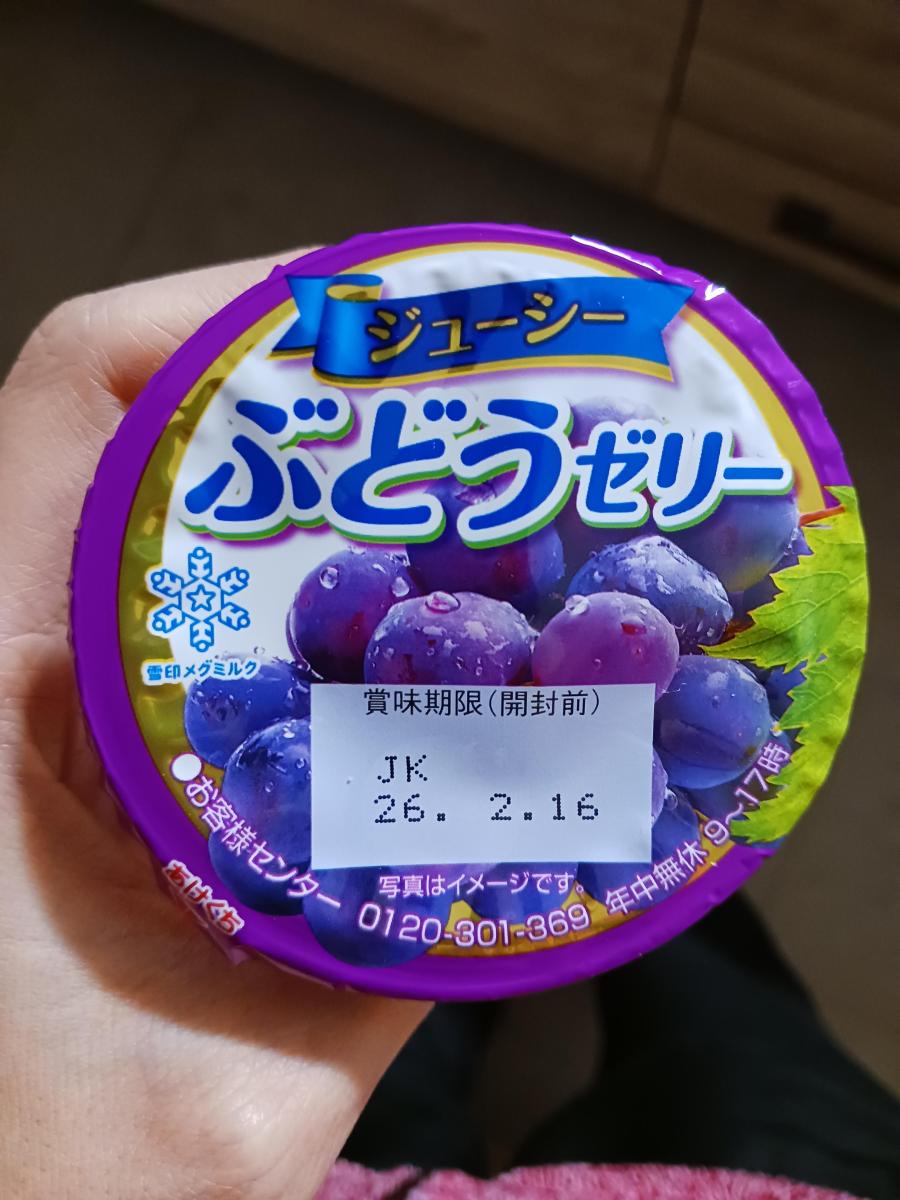 ジューシー
ぶどうゼリー
雪印メグミルク
賞味期限(開封前)
JK
26. 2.16
写真はイメージです。
●お客様センター 0120-301-369 年中無休 9〜17時
あけくち